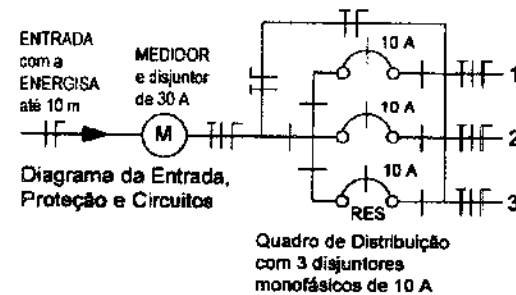 ENTRADA
com a
ENERGISA
até 10 m
MEDIDOR
e disjuntor
de 30 A
M
Diagrama da Entrada,
Proteção e Circuitos
10 A
1
10 A
2
10 A
3
RES
Quadro de Distribuição
com 3 disjuntores
monofásicos de 10 A